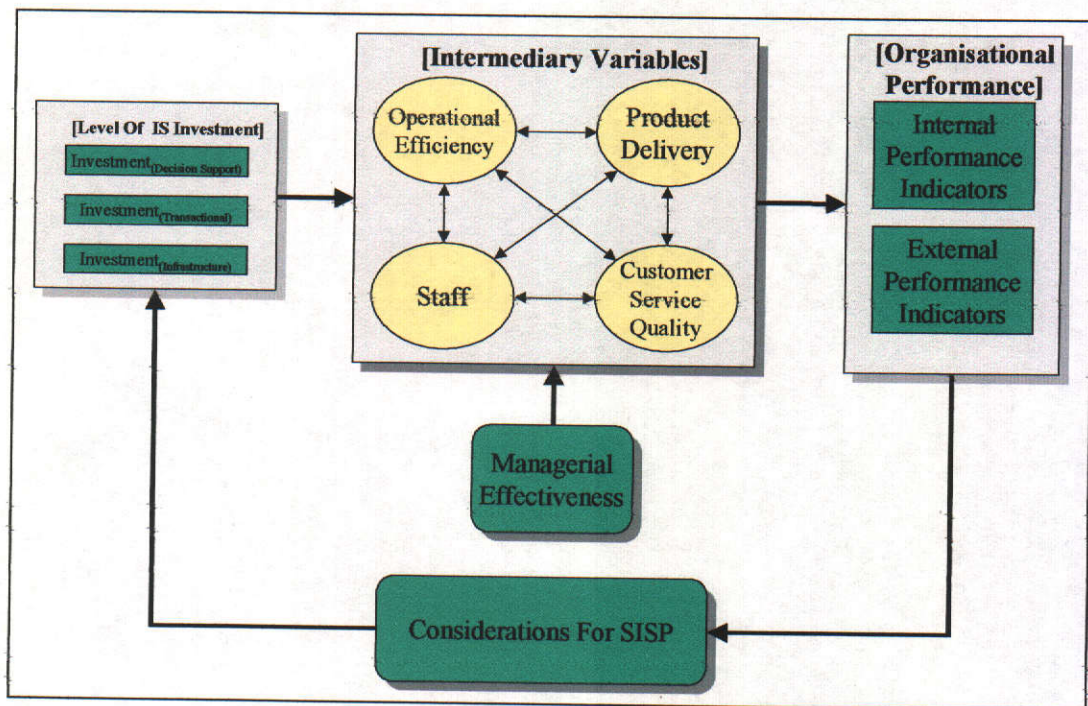 [Level Of IS Investment]
Investment(Decision Support)
Investment(Transactional)
Investment(Infrastructure)
[Intermediary Variables]
Operational
Efficiency
Product
Delivery
Staff
Customer
Service
Quality
[Organisational
Performance]
Internal
Performance
Indicators
External
Performance
Indicators
Managerial
Effectiveness
Considerations For SISP